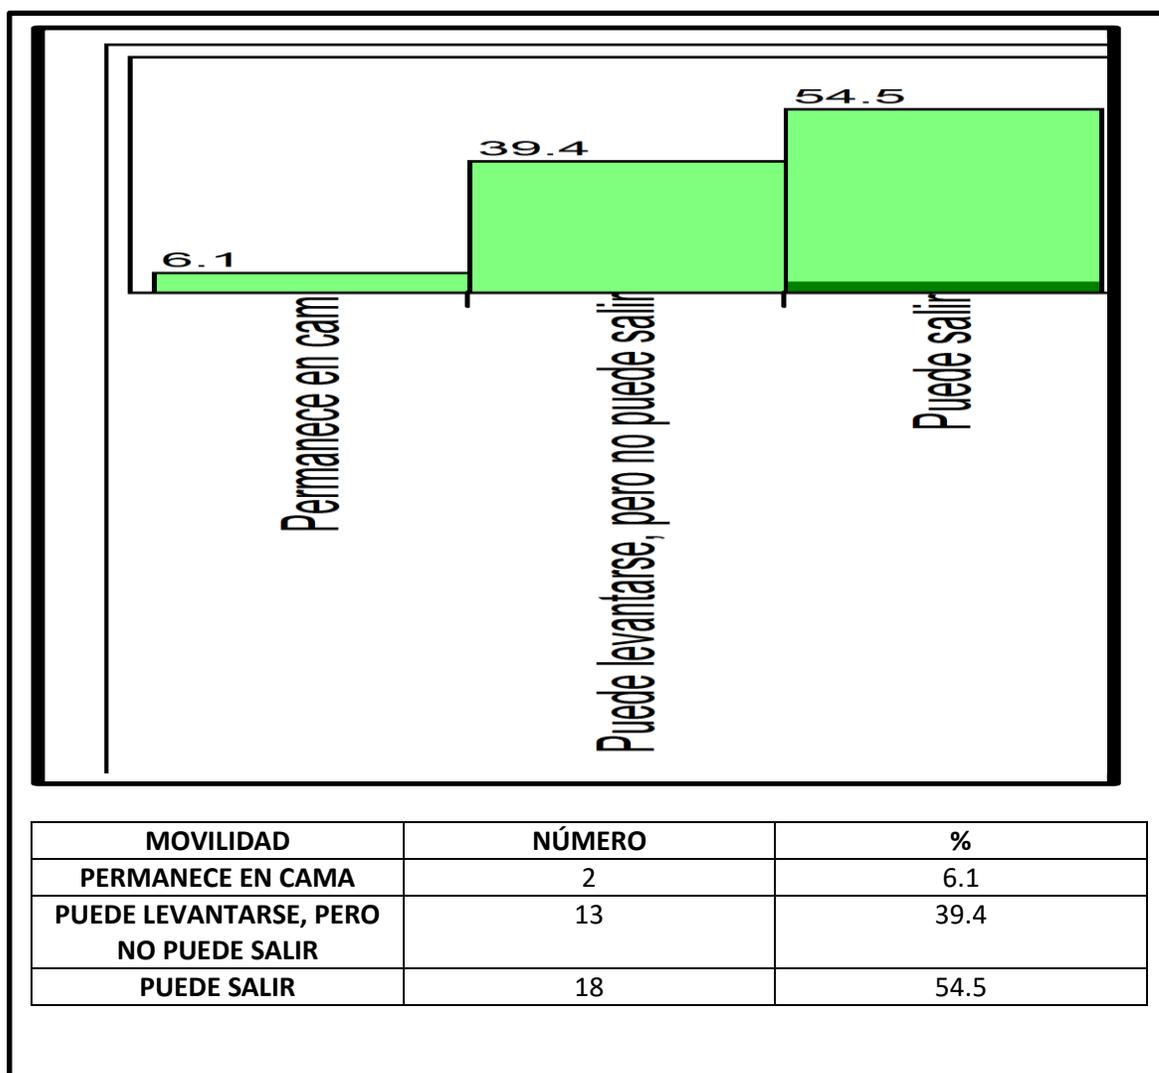 54.5
39.4
6.1
Permanece en cam
Puede levantarse, pero no puede salir
Puede salir
MOVILIDAD NÚMERO %
PERMANECE EN CAMA 2 6.1
PUEDE LEVANTARSE, PERO 13 39.4
NO PUEDE SALIR
PUEDE SALIR 18 54.5